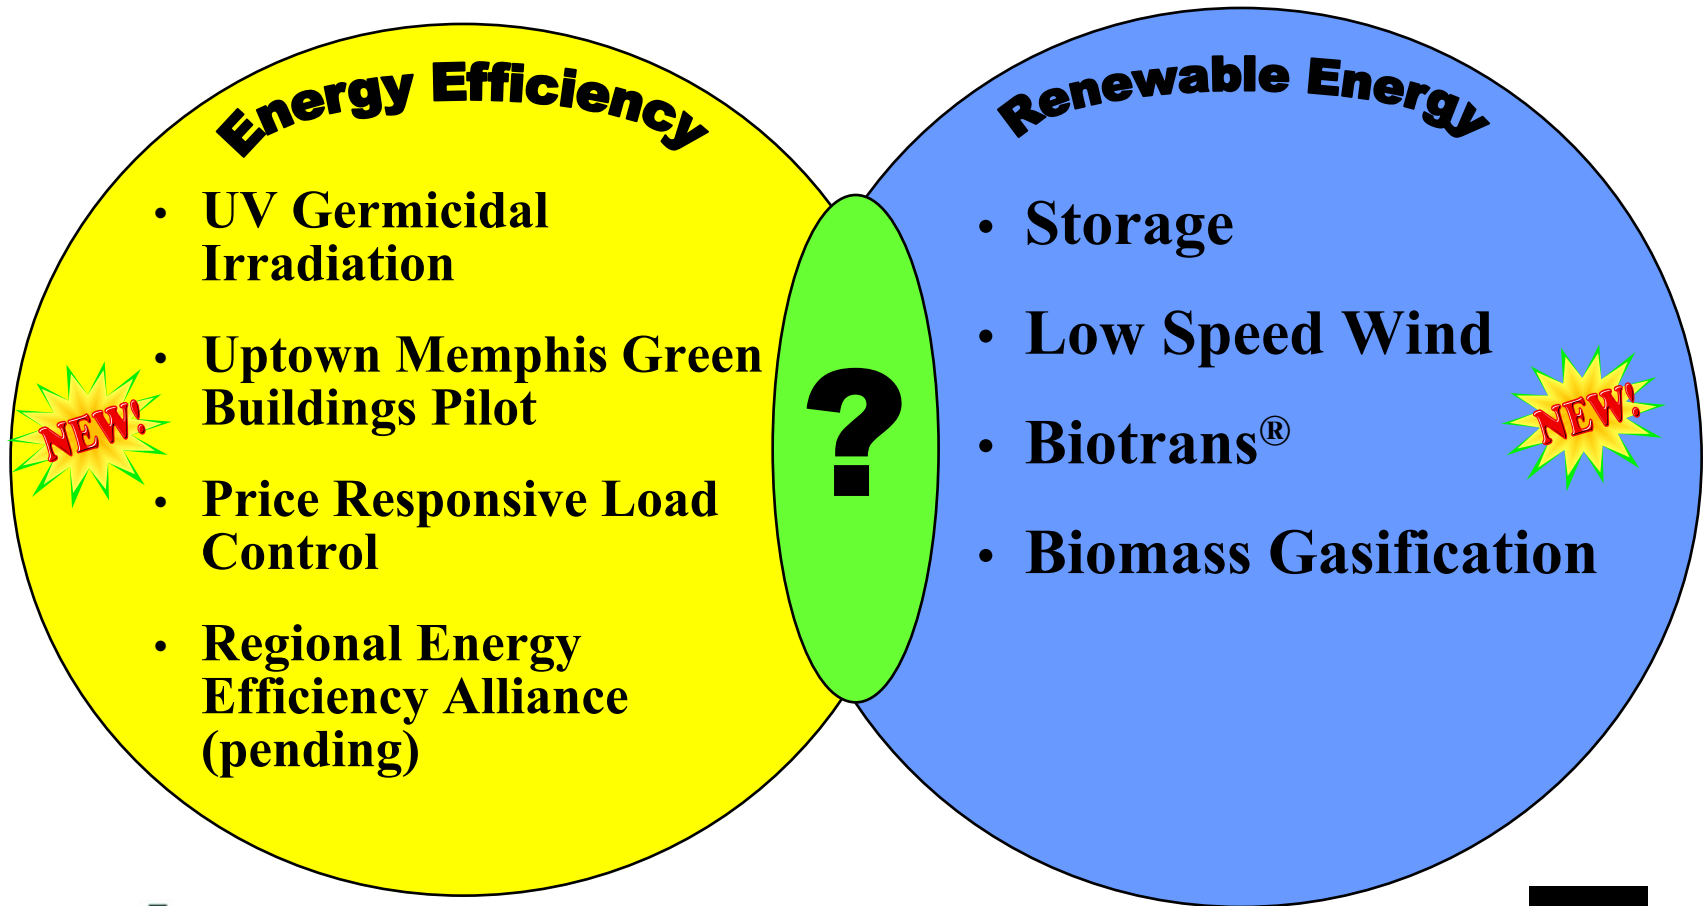 Energy Efficiency
• UV Germicidal
Irradiation
• Uptown Memphis Green
Buildings Pilot
• Price Responsive Load
Control
• Regional Energy
Efficiency Alliance
(pending)
NEW!
?
Renewable Energy
• Storage
• Low Speed Wind
• Biotrans®
• Biomass Gasification
NEW!